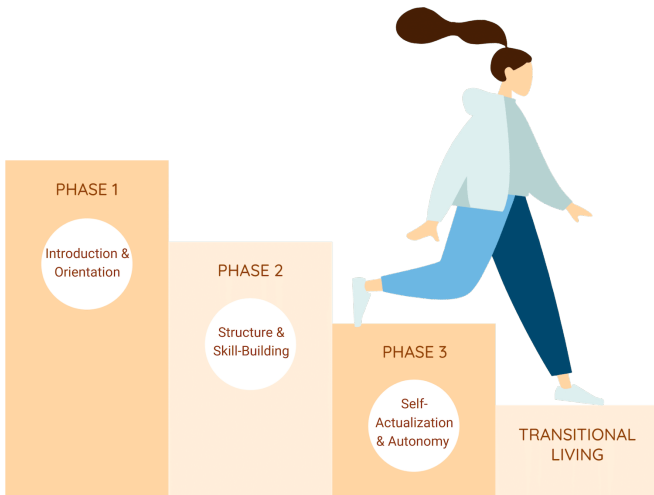 PHASE 1
Introduction &
Orientation
PHASE 2
Structure &
Skill-Building
PHASE 3
Self-
Actualization
& Autonomy
TRANSITIONAL
LIVING